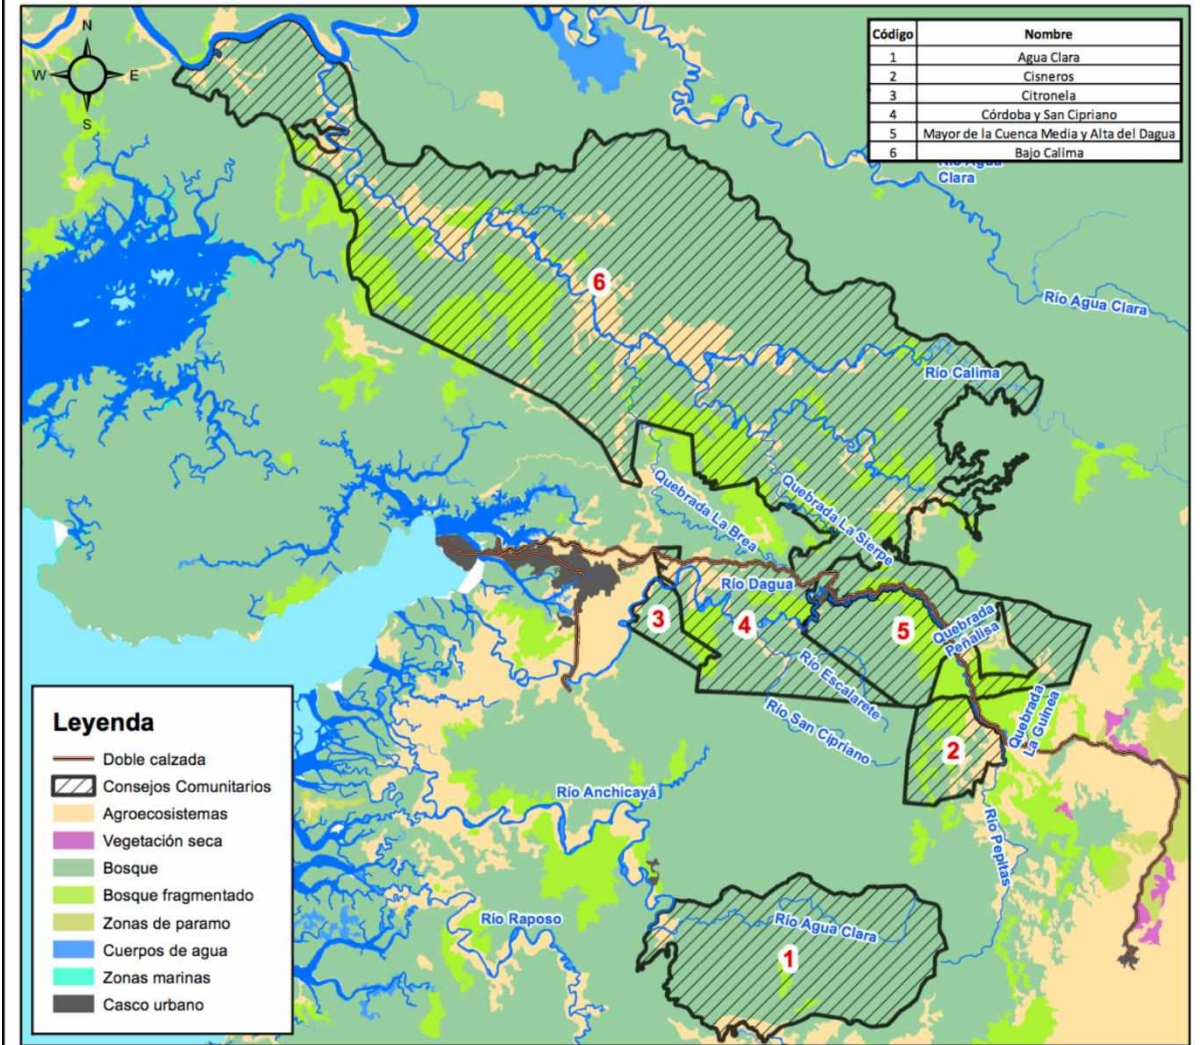 N
W E
S
Código Nombre
1 Agua Clara
2 Cisneros
3 Citronela
4 Córdoba y San Cipriano
5 Mayor de la Cuenca Media y Alta del Dagua
6 Bajo Calima
Río Agua
Clara
6
Río Agua Clara
Río Calima
Quebrada La Brea
Quebrada La Sierpe
Río Dagua
3
4
5
Quebrada
Peñalisa
Río Escalarete
Río San Cipriano
Quebrada
La Guinea
2
Río Anchicayá
Río Pepitas
Río Raposo
Río Agua Clara
1
Leyenda
Doble calzada
Consejos Comunitarios
Agroecosistemas
Vegetación seca
Bosque
Bosque fragmentado
Zonas de paramo
Cuerpos de agua
Zonas marinas
Casco urbano